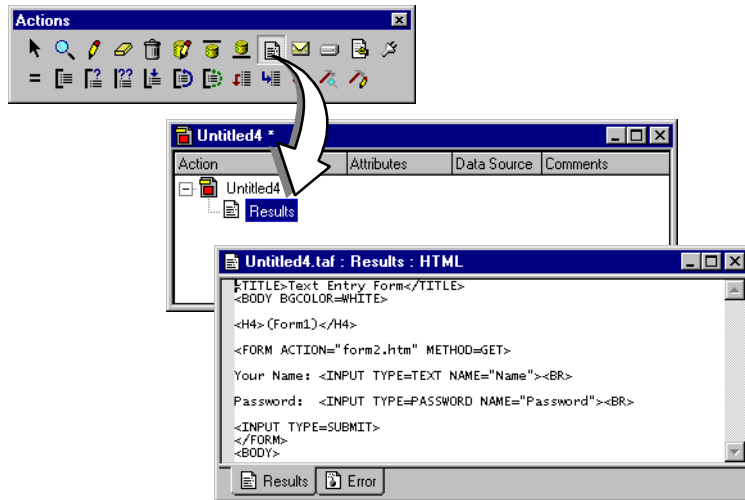 Actions
Untitled4 *
Action Attributes Data Source Comments
Untitled4
Results
Untitled4.taf : Results : HTML
<TITLE>Text Entry Form</TITLE>
<BODY BGCOLOR=WHITE>
<H4>(Form1)</H4>
<FORM ACTION="form2.htm" METHOD=GET>
Your Name: <INPUT TYPE=TEXT NAME="Name"><BR>
Password: <INPUT TYPE=PASSWORD NAME="Password"><BR>
<INPUT TYPE=SUBMIT>
</FORM>
<BODY>
Results Error